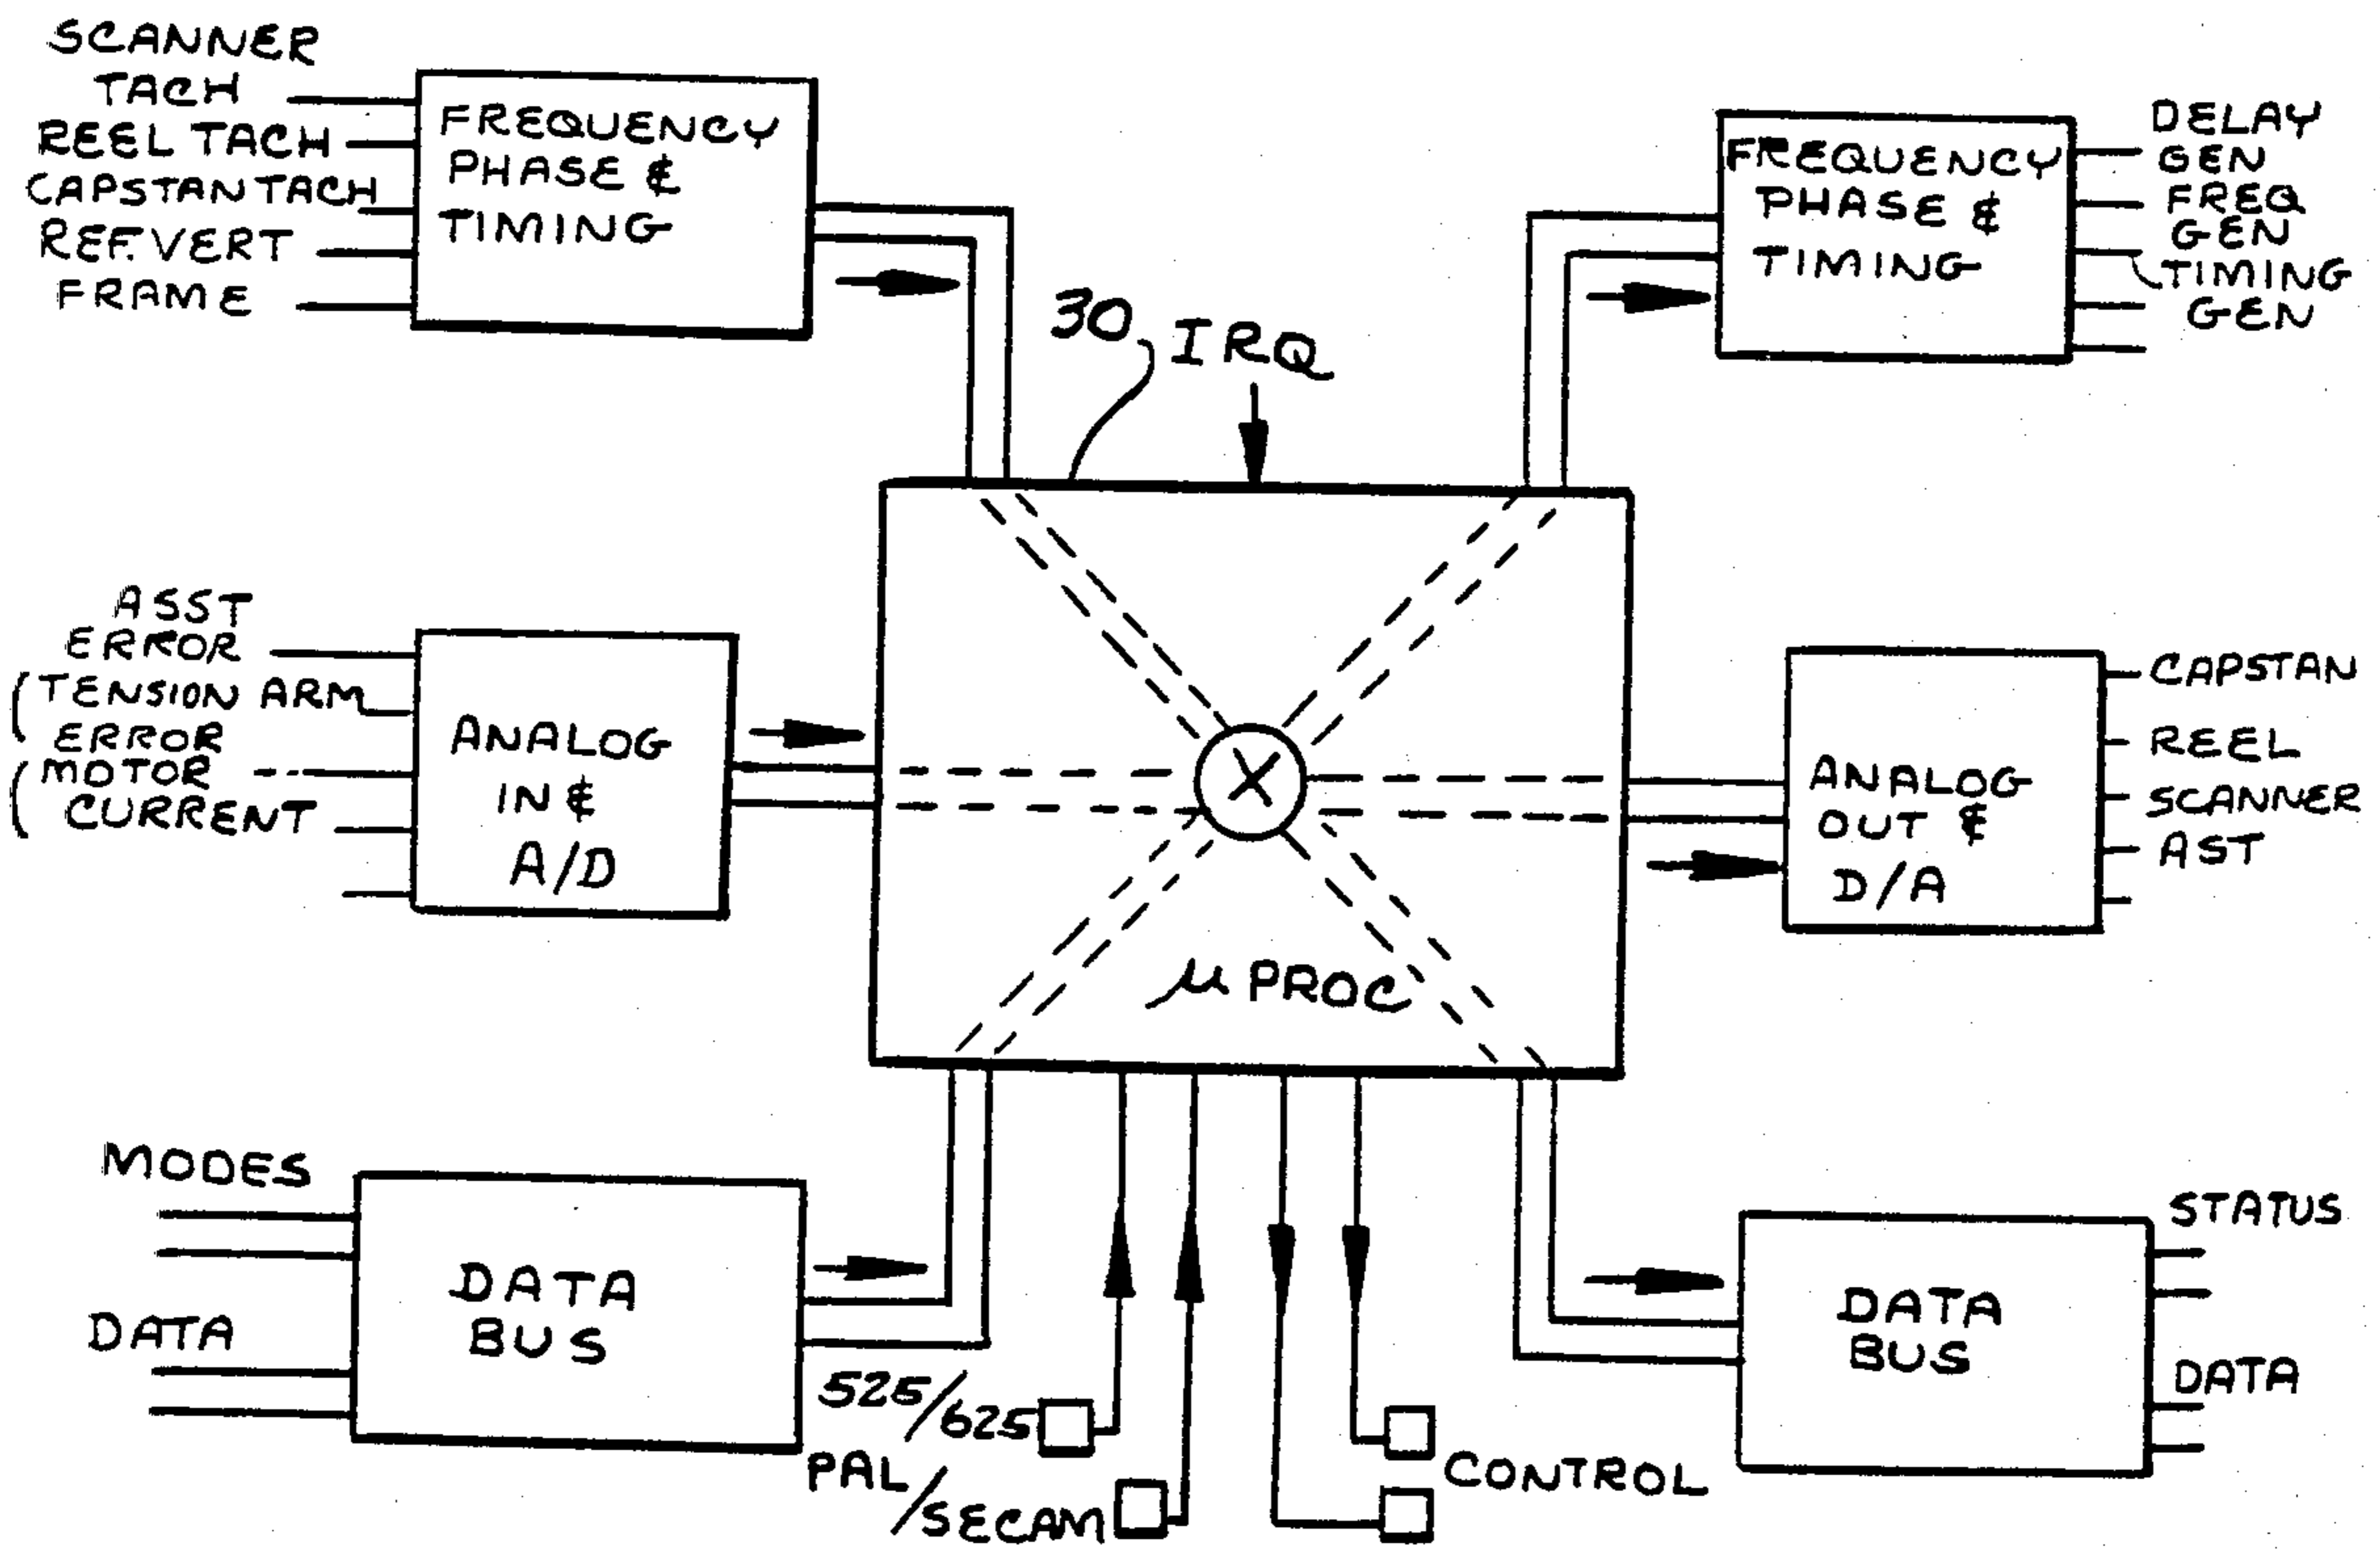 SCANNER
TACH
REEL TACH
CAPSTAN TACH
REF. VERT
FRAME
FREQUENCY
PHASE &
TIMING
30
IRQ
FREQUENCY
PHASE &
TIMING
DELAY
GEN
FREQ
GEN
TIMING
GEN
ASST
ERROR
TENSION ARM
ERROR
MOTOR
CURRENT
ANALOG
IN &
A/D
X
μ PROC
ANALOG
OUT &
D/A
CAPSTAN
REEL
SCANNER
AST
MODES
DATA
DATA
BUS
525/625
PAL/SECAM
CONTROL
DATA
BUS
STATUS
DATA